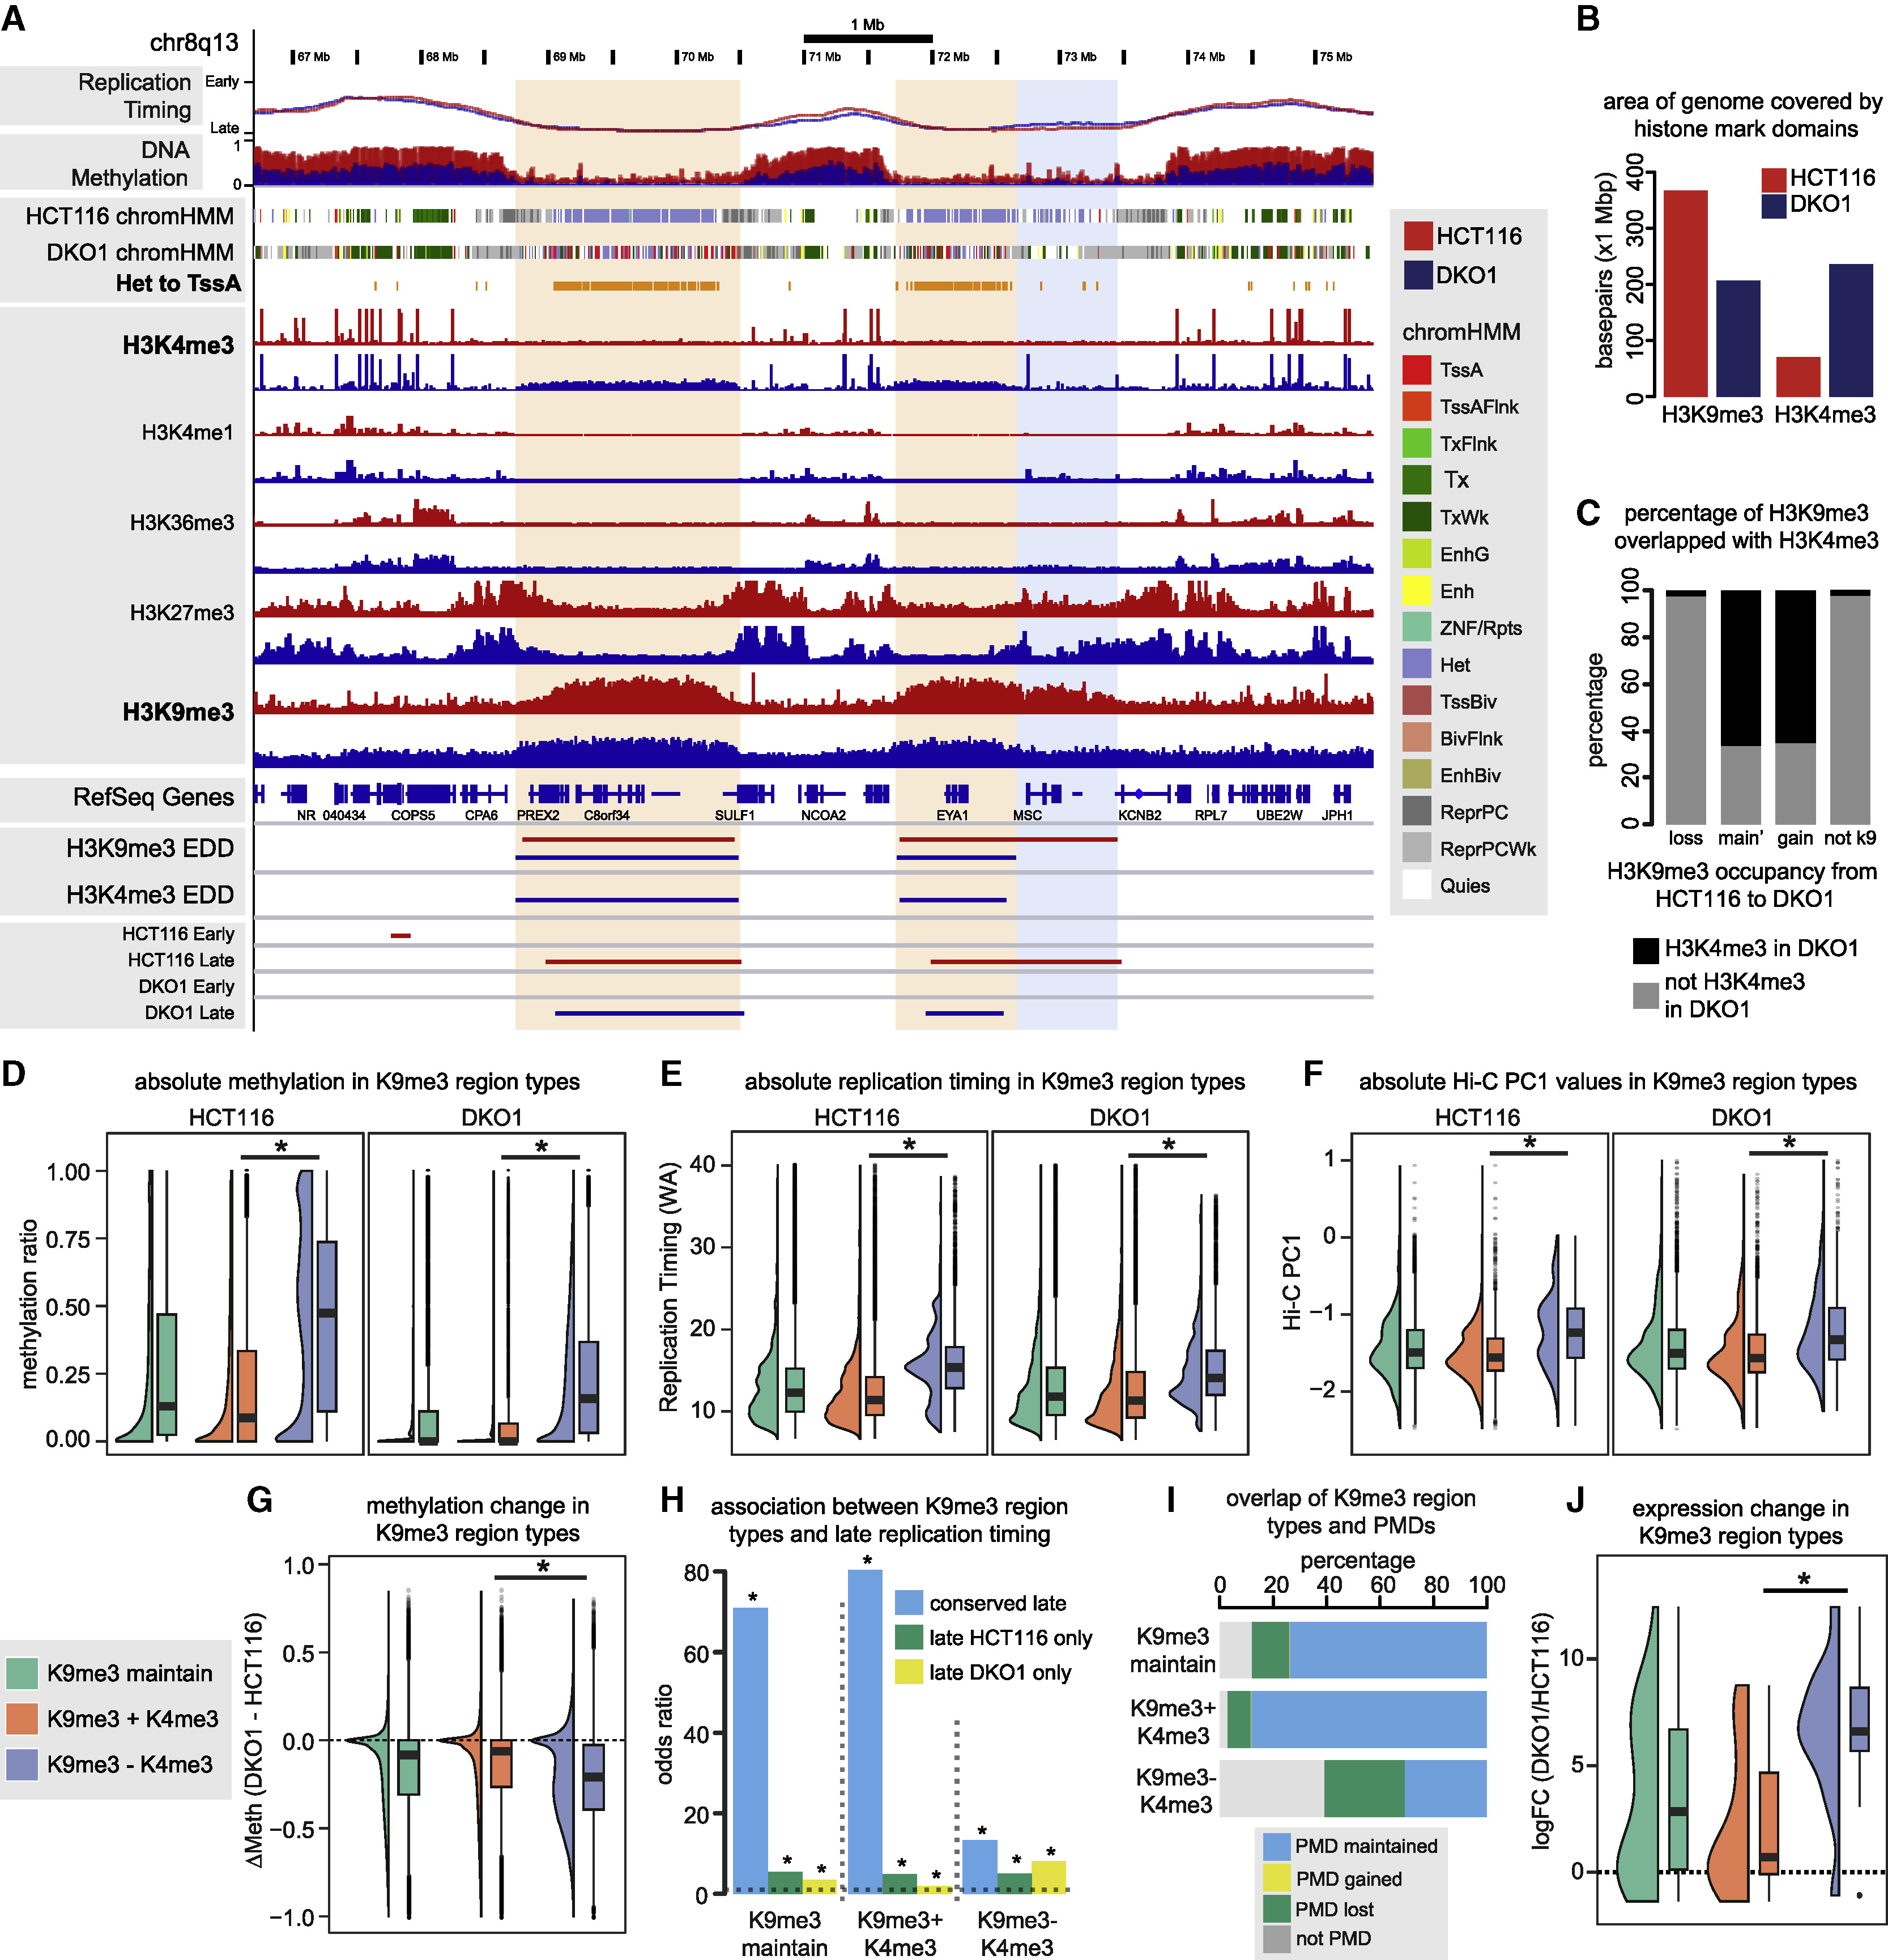 A
chr8q13
1 Mb
67 Mb
68 Mb
69 Mb
70 Mb
71 Mb
72 Mb
73 Mb
74 Mb
75 Mb
Replication
Timing
Early
Late
DNA
Methylation
1
0
HCT116 chromHMM
DKO1 chromHMM
Het to TssA
H3K4me3
H3K4me1
H3K36me3
H3K27me3
H3K9me3
RefSeq Genes
NR_040434
COPS5
CPA6
PREX2
C8orf34
SULF1
NCOA2
EYA1
MSC
KCNB2
RPL7
UBE2W
JPH1
H3K9me3 EDD
H3K4me3 EDD
HCT116 Early
HCT116 Late
DKO1 Early
DKO1 Late
HCT116
DKO1
chromHMM
TssA
TssAFlnk
TxFlnk
Tx
TxWk
EnhG
Enh
ZNF/Rpts
Het
TssBiv
BivFlnk
EnhBiv
ReprPC
ReprPCWk
Quies
B
area of genome covered by
histone mark domains
basepairs (x1 Mbp)
400
300
200
100
0
HCT116
DKO1
H3K9me3
H3K4me3
C
percentage of H3K9me3
overlapped with H3K4me3
percentage
100
80
60
40
20
0
loss
main'
gain
not k9
H3K9me3 occupancy from
HCT116 to DKO1
H3K4me3 in DKO1
not H3K4me3
in DKO1
D
absolute methylation in K9me3 region types
HCT116
DKO1
*
*
methylation ratio
1.00
0.75
0.50
0.25
0.00
E
absolute replication timing in K9me3 region types
HCT116
DKO1
*
*
Replication Timing (WA)
40
30
20
10
F
absolute Hi-C PC1 values in K9me3 region types
HCT116
DKO1
*
*
Hi-C PC1
1
0
−1
−2
K9me3 maintain
K9me3 + K4me3
K9me3 - K4me3
G
methylation change in
K9me3 region types
*
ΔMeth (DKO1 - HCT116)
1.0
0.5
0.0
−0.5
−1.0
H
association between K9me3 region
types and late replication timing
odds ratio
80
60
40
20
0
*
*
*
*
*
*
*
*
*
conserved late
late HCT116 only
late DKO1 only
K9me3
maintain
K9me3+
K4me3
K9me3-
K4me3
I
overlap of K9me3 region
types and PMDs
percentage
0
20
40
60
80
100
K9me3
maintain
K9me3+
K4me3
K9me3-
K4me3
PMD maintained
PMD gained
PMD lost
not PMD
J
expression change in
K9me3 region types
*
logFC (DKO1/HCT116)
10
5
0